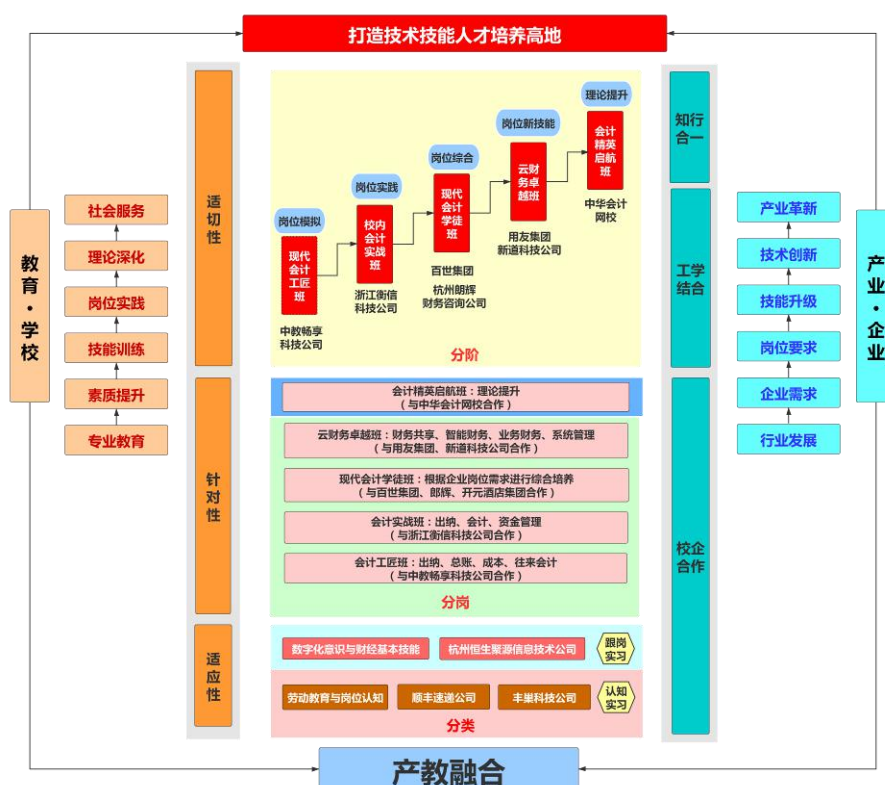 打造技术技能人才培养高地
教育·学校
社会服务
理论深化
岗位实践
技能训练
素质提升
专业教育
适切性
针对性
适应性
理论提升
会计
精英
启航
班
中华会计
网校
岗位新技能
云财
务卓
越班
用友集团
新道科技公司
岗位综合
现代
会计
学徒
班
百世集团
杭州朗辉
财务咨询公司
岗位实践
校内
会计
实战
班
浙江衡信
科技公司
岗位模拟
现代
会计
工匠
班
中教畅享
科技公司
分阶
会计精英启航班：理论提升
（与中华会计网校合作）
云财务卓越班：财务共享、智能财务、业务财务、系统管理
（与用友集团、新道科技公司合作）
现代会计学徒班：根据企业岗位需求进行综合培养
（与百世集团、郎辉、开元酒店集团合作）
会计实战班：出纳、会计、资金管理
（与浙江衡信科技公司合作）
会计工匠班：出纳、总账、成本、往来会计
（与中教畅享科技公司合作）
分岗
数字化意识与财经基本技能
杭州恒生聚源信息技术公司
跟岗
实习
劳动教育与岗位认知
顺丰速递公司
丰巢科技公司
认知
实习
分类
知行
合一
工学
结合
校企
合作
产业革新
技术创新
技能升级
岗位要求
企业需求
行业发展
产业·企业
产教融合